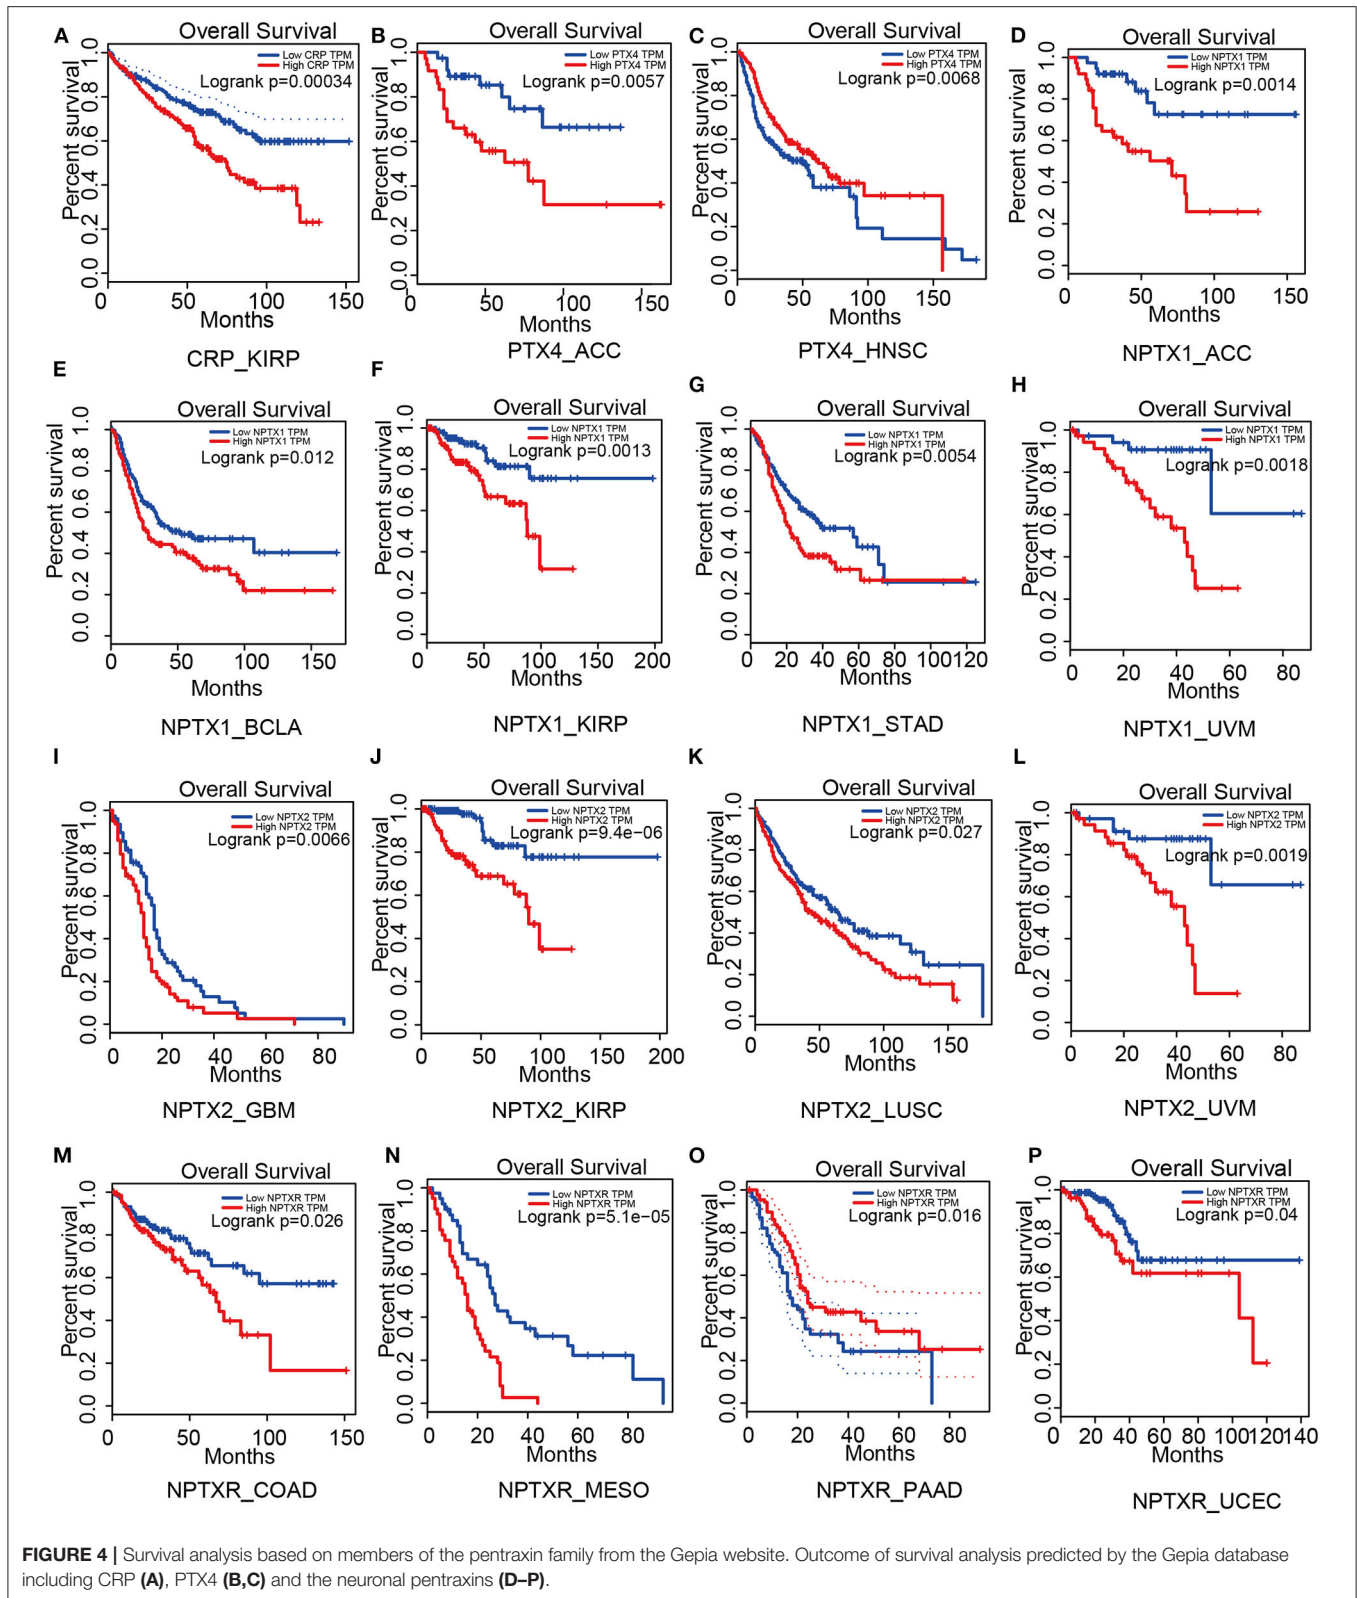 A
Overall Survival
Low CRP TPM
High CRP TPM
Logrank p=0.00034
Percent survival
0.0 0.2 0.4 0.6 0.8 1.0
0 50 100 150
Months
CRP_KIRP
B
Overall Survival
Low PTX4 TPM
High PTX4 TPM
Logrank p=0.0057
Percent survival
0.0 0.2 0.4 0.6 0.8 1.0
0 50 100 150
Months
PTX4_ACC
C
Overall Survival
Low PTX4 TPM
High PTX4 TPM
Logrank p=0.0068
Percent survival
0.0 0.2 0.4 0.6 0.8 1.0
0 50 100 150
Months
PTX4_HNSC
D
Overall Survival
Low NPTX1 TPM
High NPTX1 TPM
Logrank p=0.0014
Percent survival
0.0 0.2 0.4 0.6 0.8 1.0
0 50 100 150
Months
NPTX1_ACC
E
Overall Survival
Low NPTX1 TPM
High NPTX1 TPM
Logrank p=0.012
Percent survival
0.0 0.2 0.4 0.6 0.8 1.0
0 50 100 150
Months
NPTX1_BCLA
F
Overall Survival
Low NPTX1 TPM
High NPTX1 TPM
Logrank p=0.0013
Percent survival
0.0 0.2 0.4 0.6 0.8 1.0
0 50 100 150 200
Months
NPTX1_KIRP
G
Overall Survival
Low NPTX1 TPM
High NPTX1 TPM
Logrank p=0.0054
Percent survival
0.0 0.2 0.4 0.6 0.8 1.0
0 20 40 60 80 100120
Months
NPTX1_STAD
H
Overall Survival
Low NPTX1 TPM
High NPTX1 TPM
Logrank p=0.0018
Percent survival
0.0 0.2 0.4 0.6 0.8 1.0
0 20 40 60 80
Months
NPTX1_UVM
I
Overall Survival
Low NPTX2 TPM
High NPTX2 TPM
Logrank p=0.0066
Percent survival
0.0 0.2 0.4 0.6 0.8 1.0
0 20 40 60 80
Months
NPTX2_GBM
J
Overall Survival
Low NPTX2 TPM
High NPTX2 TPM
Logrank p=9.4e−06
Percent survival
0.0 0.2 0.4 0.6 0.8 1.0
0 50 100 150 200
Months
NPTX2_KIRP
K
Overall Survival
Low NPTX2 TPM
High NPTX2 TPM
Logrank p=0.027
Percent survival
0.0 0.2 0.4 0.6 0.8 1.0
0 50 100 150
Months
NPTX2_LUSC
L
Overall Survival
Low NPTX2 TPM
High NPTX2 TPM
Logrank p=0.0019
Percent survival
0.0 0.2 0.4 0.6 0.8 1.0
0 20 40 60 80
Months
NPTX2_UVM
M
Overall Survival
Low NPTXR TPM
High NPTXR TPM
Logrank p=0.026
Percent survival
0.0 0.2 0.4 0.6 0.8 1.0
0 50 100 150
Months
NPTXR_COAD
N
Overall Survival
Low NPTXR TPM
High NPTXR TPM
Logrank p=5.1e−05
Percent survival
0.0 0.2 0.4 0.6 0.8 1.0
0 20 40 60 80
Months
NPTXR_MESO
O
Overall Survival
Low NPTXR TPM
High NPTXR TPM
Logrank p=0.016
Percent survival
0.0 0.2 0.4 0.6 0.8 1.0
0 20 40 60 80
Months
NPTXR_PAAD
P
Overall Survival
Low NPTXR TPM
High NPTXR TPM
Logrank p=0.04
Percent survival
0.0 0.2 0.4 0.6 0.8 1.0
0 20 40 60 80 100120140
Months
NPTXR_UCEC
FIGURE 4 | Survival analysis based on members of the pentraxin family from the Gepia website. Outcome of survival analysis predicted by the Gepia database
including CRP (A), PTX4 (B,C) and the neuronal pentraxins (D–P).